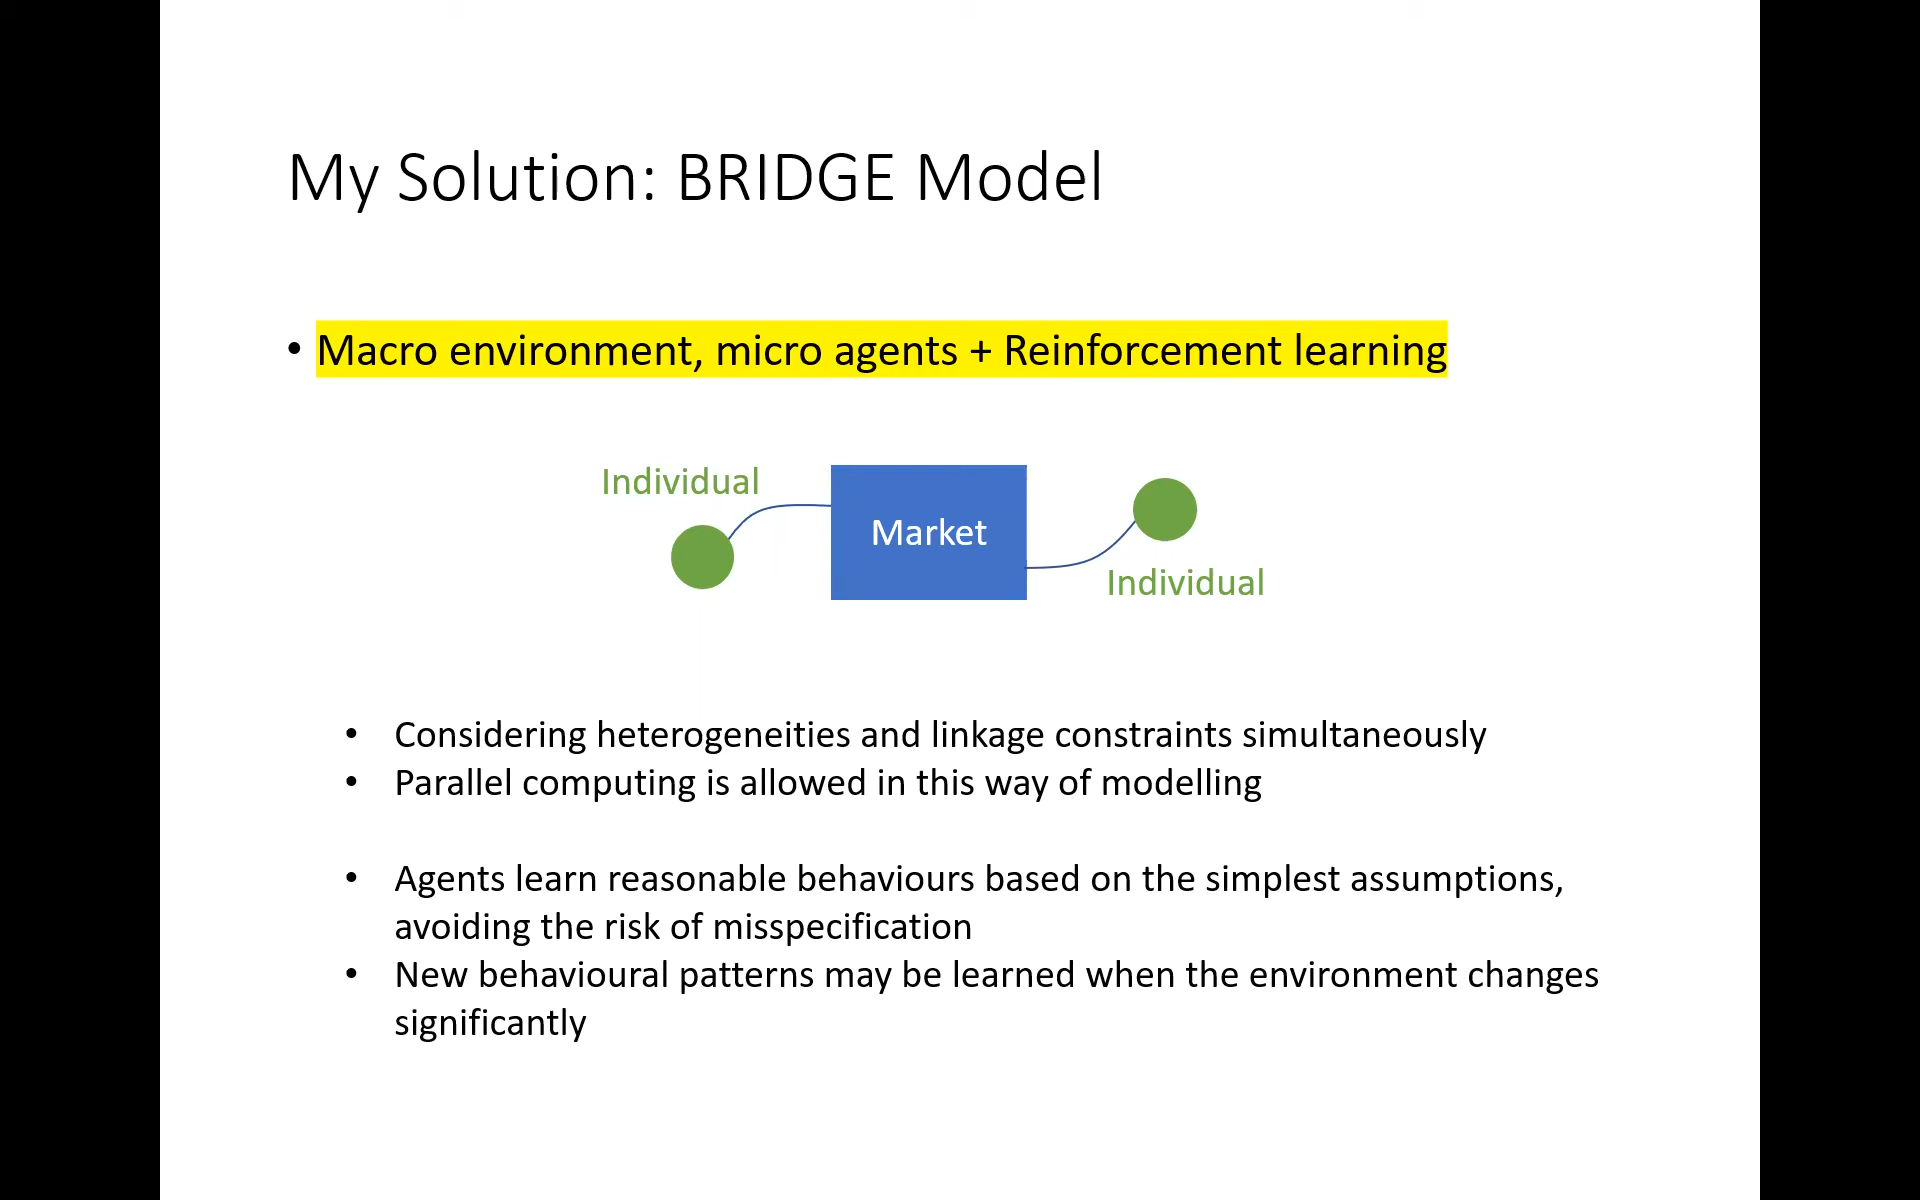 My Solution: BRIDGE Model
• Macro environment, micro agents + Reinforcement learning
Individual
Market
Individual
• Considering heterogeneities and linkage constraints simultaneously
• Parallel computing is allowed in this way of modelling
• Agents learn reasonable behaviours based on the simplest assumptions,
avoiding the risk of misspecification
• New behavioural patterns may be learned when the environment changes
significantly